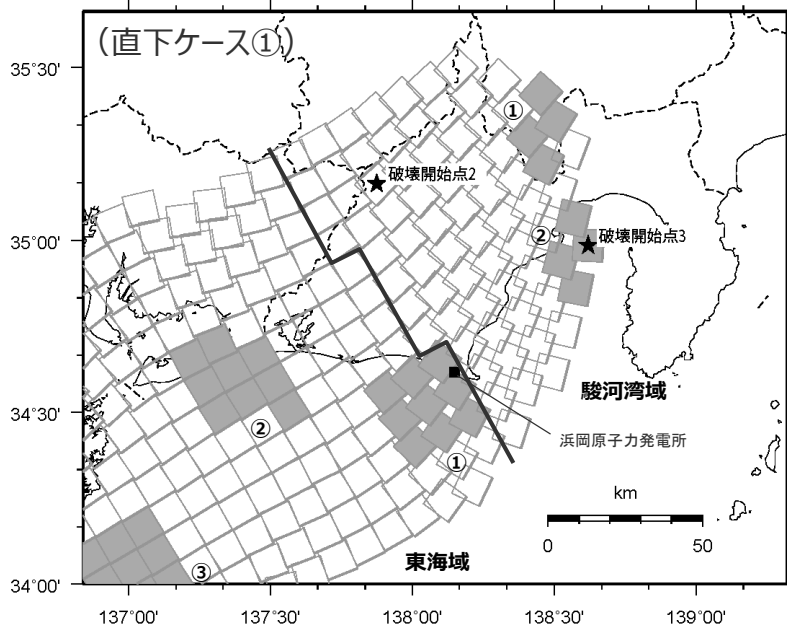 (直下ケース①)
35°30'
①
破壊開始点2
35°00'
②
破壊開始点3
34°30'
駿河湾域
②
浜岡原子力発電所
①
km
0
50
東海域
③
34°00'
137°00'
137°30'
138°00'
138°30'
139°00'